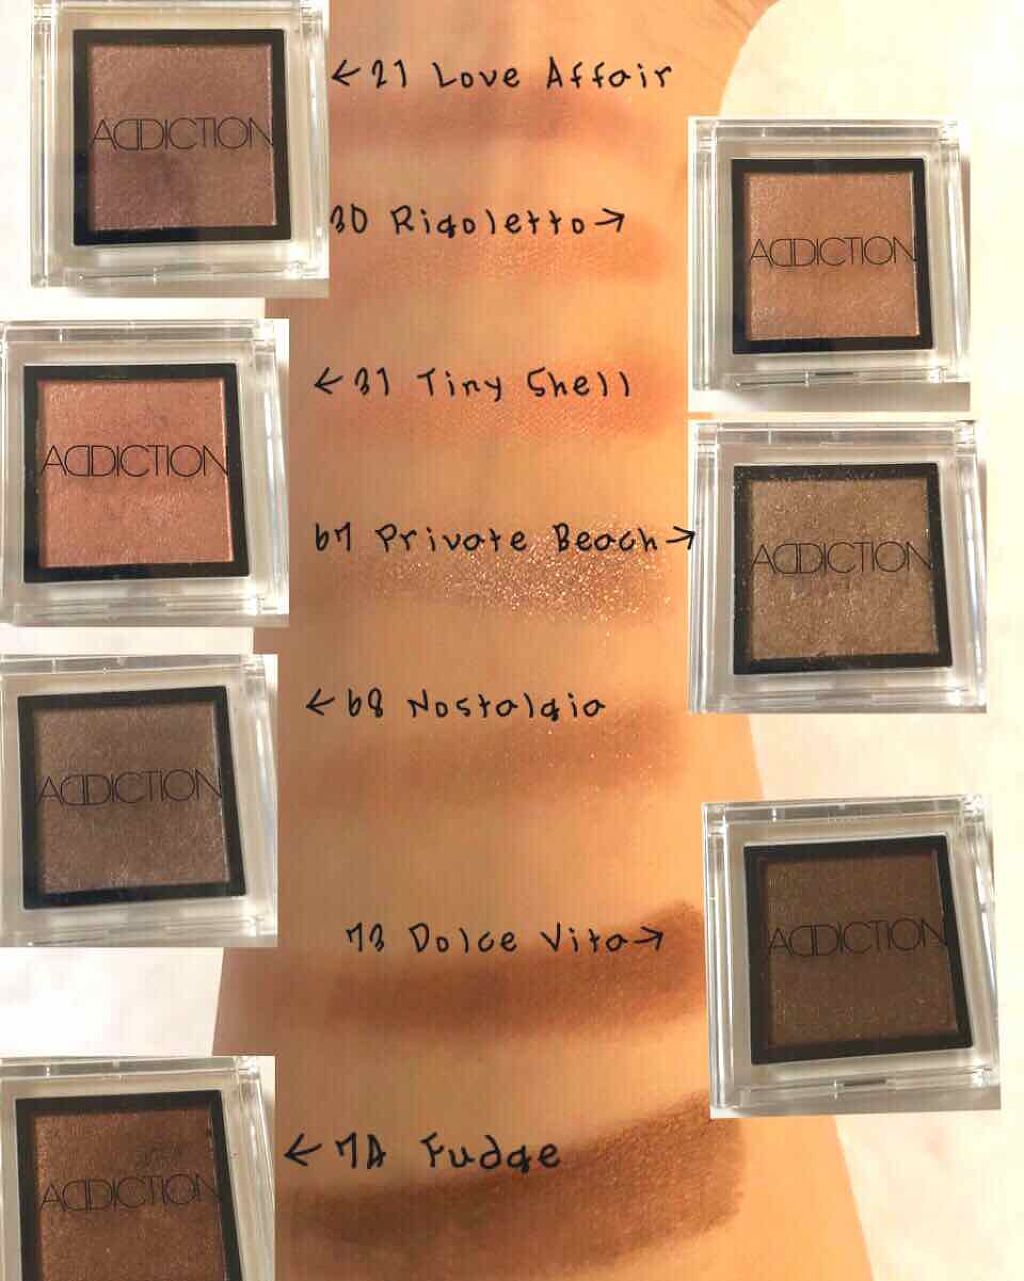 ADDICTION
←21 Love Affair
30 Rigoletto→
ADDICTION
←31 Tiny Shell
ADDICTION
67 Private Beach→
ADDICTION
←68 Nostalgia
ADDICTION
73 Dolce Vita→
ADDICTION
←74 Fudge
ADDICTION